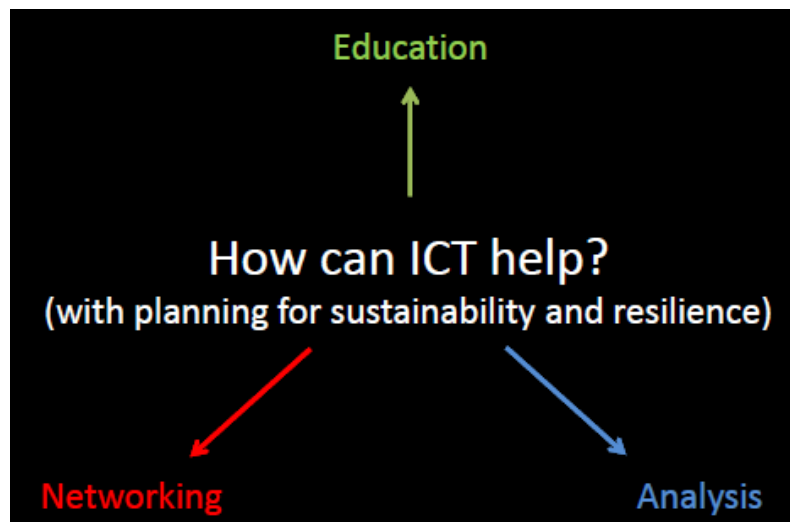 Education
How can ICT help?
(with planning for sustainability and resilience)
Networking
Analysis